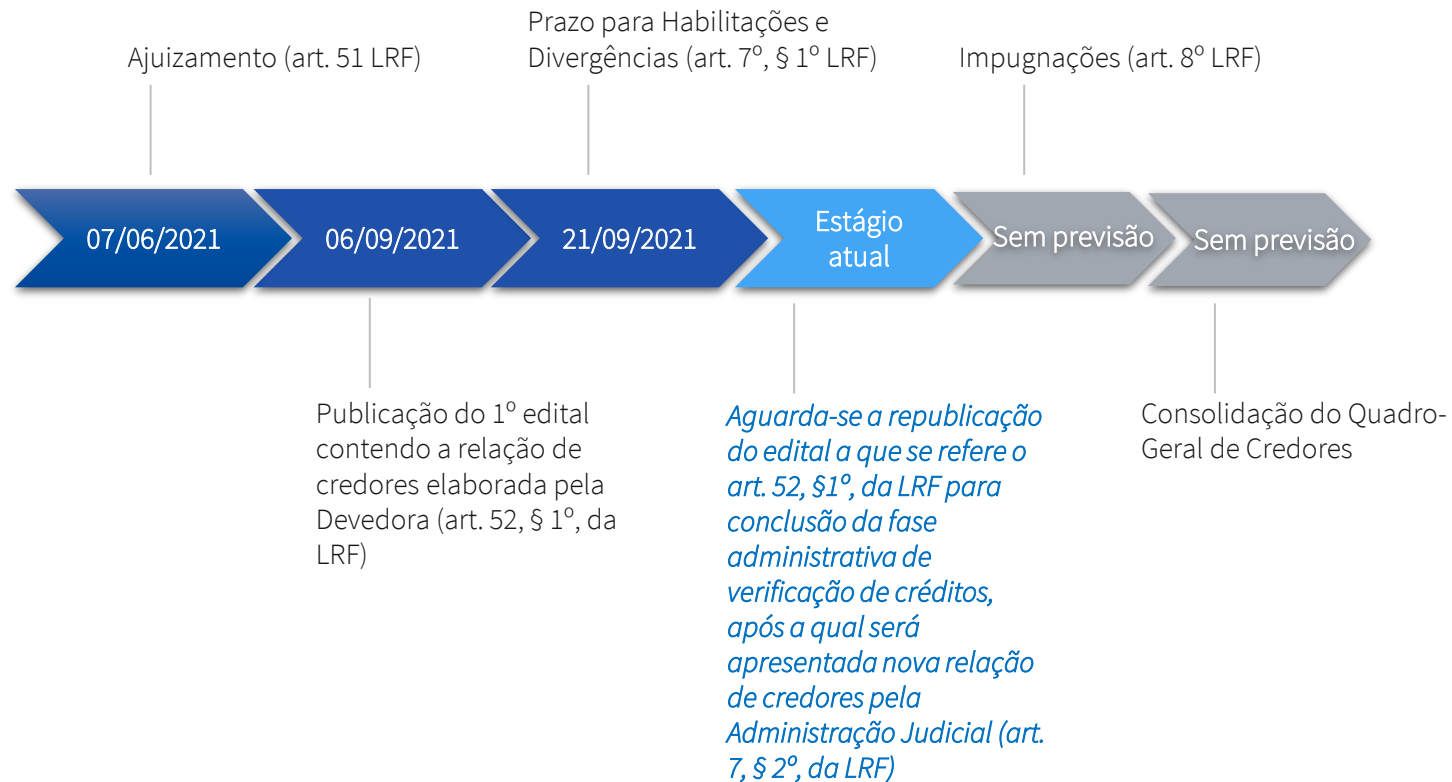 Ajuizamento (art. 51 LRF)
Prazo para Habilitações e
Divergências (art. 7º, § 1º LRF)
Impugnações (art. 8º LRF)
07/06/2021
06/09/2021
21/09/2021
Estágio
atual
Sem previsão
Sem previsão
Publicação do 1º edital
contendo a relação de
credores elaborada pela
Devedora (art. 52, § 1º, da
LRF)
Aguarda-se a republicação
do edital a que se refere o
art. 52, §1º, da LRF para
conclusão da fase
administrativa de
verificação de créditos,
após a qual será
apresentada nova relação
de credores pela
Administração Judicial (art.
7, § 2º, da LRF)
Consolidação do Quadro-
Geral de Credores